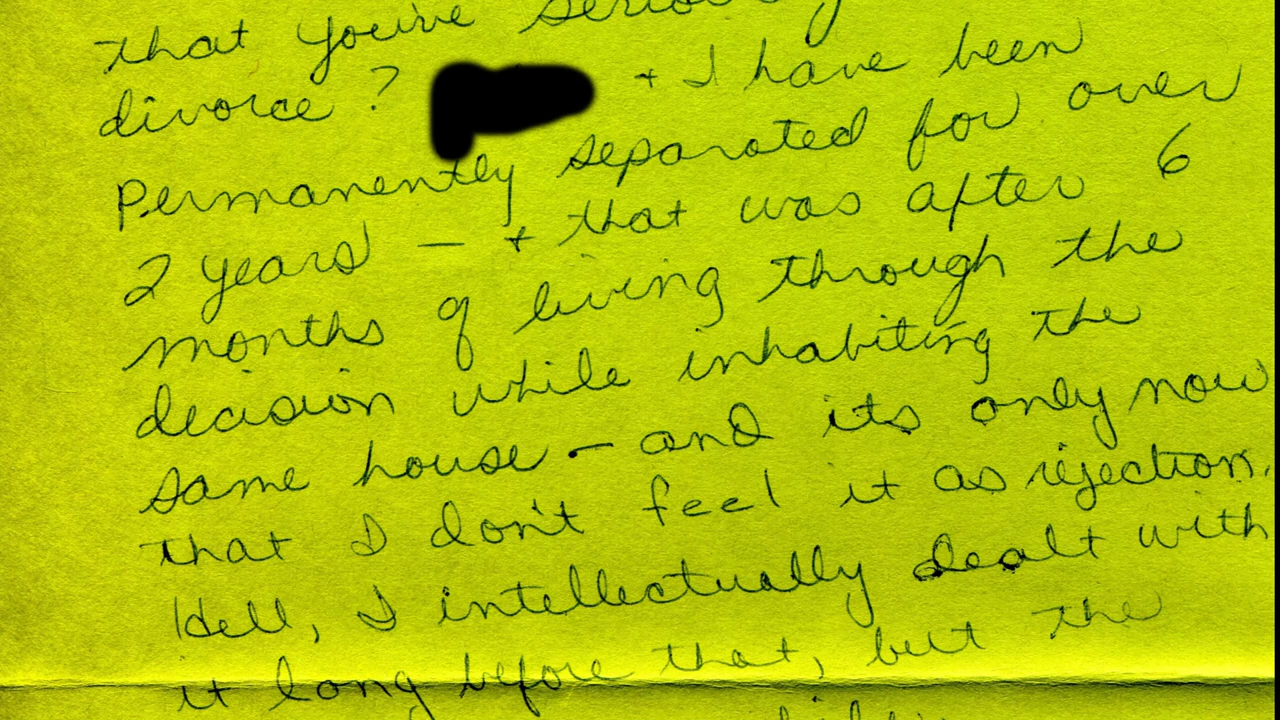 that you've
divorce? + I have been
permanently separated for over
2 years — + that was after 6
months of living through the
decision while inhabiting the
same house — and its only now
that I don't feel it as rejection.
Hell, I intellectually dealt with
it long before that, but the